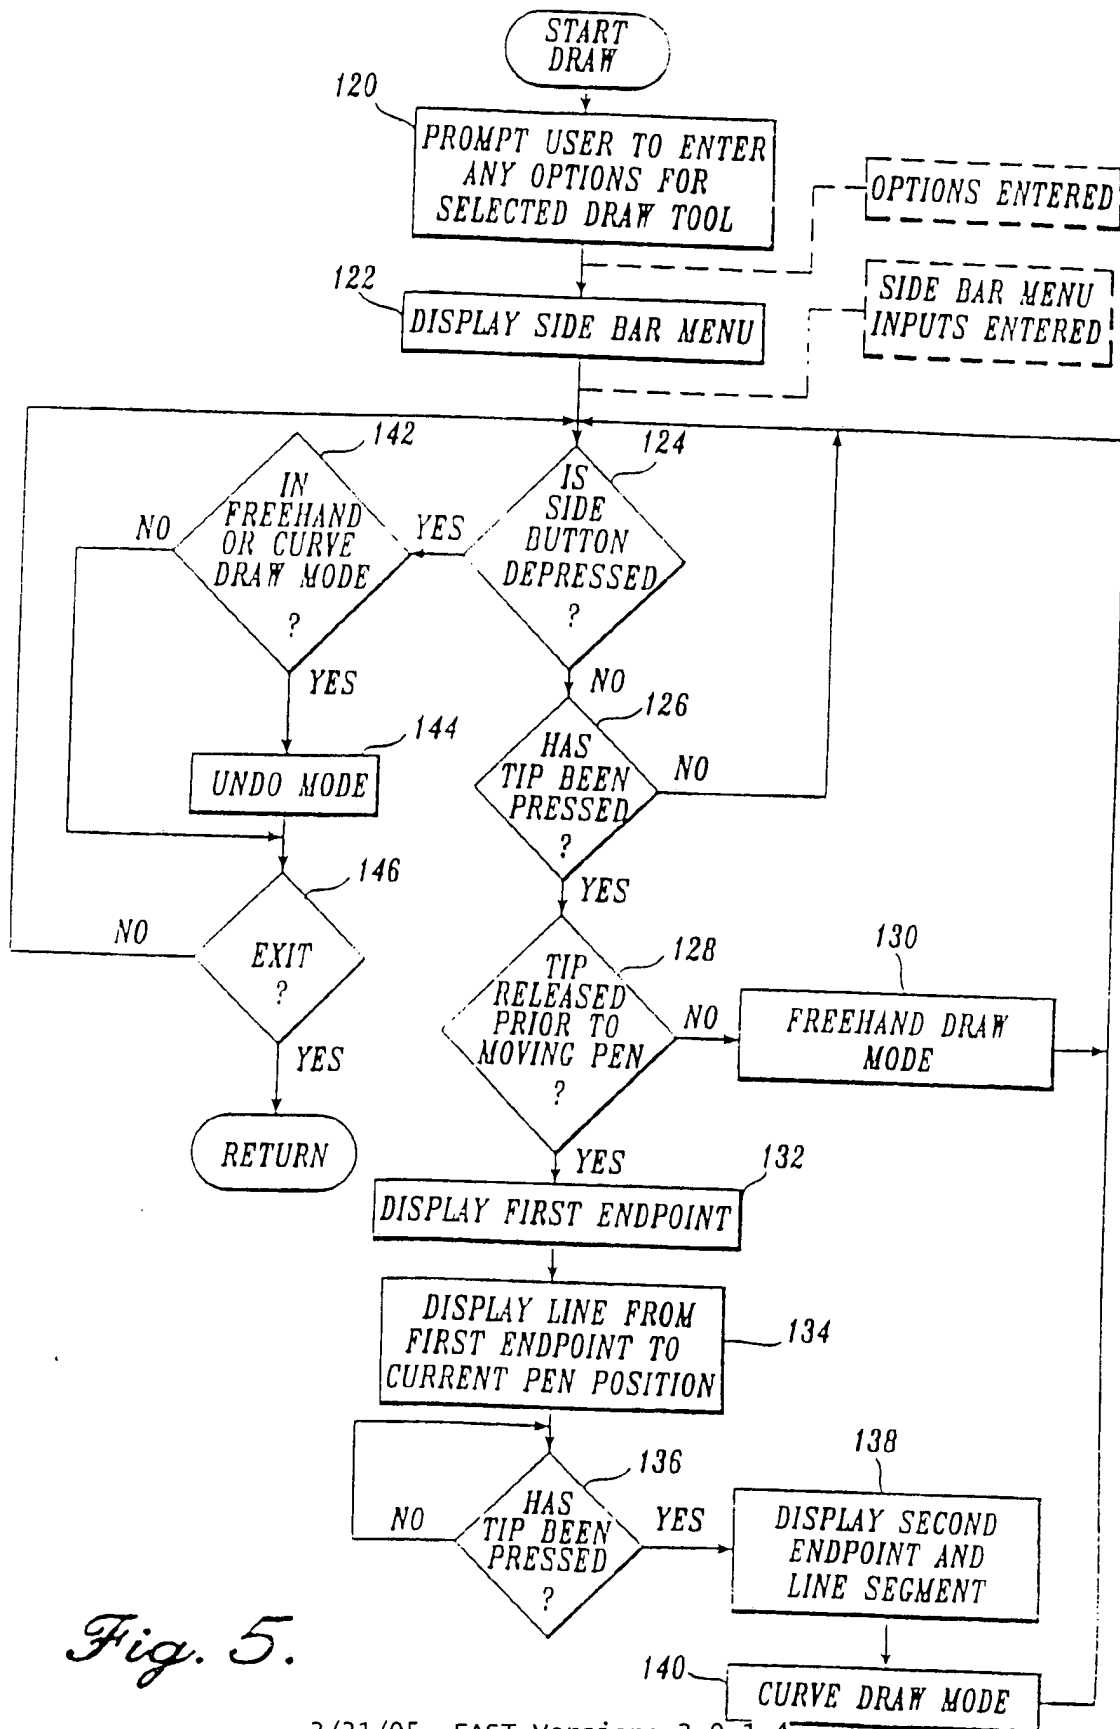 START
DRAW
120
PROMPT USER TO ENTER
ANY OPTIONS FOR
SELECTED DRAW TOOL
OPTIONS ENTERED
122
DISPLAY SIDE BAR MENU
SIDE BAR MENU
INPUTS ENTERED
142
IN
FREEHAND
OR CURVE
DRAW MODE
?
NO
YES
YES
124
IS
SIDE
BUTTON
DEPRESSED
?
NO
144
UNDO MODE
126
HAS
TIP BEEN
PRESSED
?
NO
YES
146
EXIT
?
NO
YES
RETURN
128
TIP
RELEASED
PRIOR TO
MOVING PEN
?
NO
YES
130
FREEHAND DRAW
MODE
132
DISPLAY FIRST ENDPOINT
DISPLAY LINE FROM
FIRST ENDPOINT TO
CURRENT PEN POSITION
134
136
HAS
TIP BEEN
PRESSED
?
NO
YES
138
DISPLAY SECOND
ENDPOINT AND
LINE SEGMENT
140
CURVE DRAW MODE
Fig. 5.